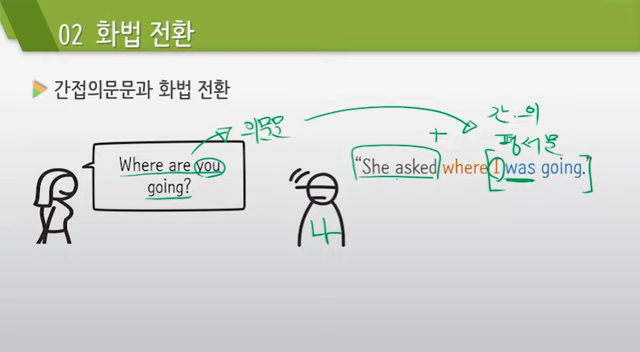 02 화법 전환
간접의문문과 화법 전환
Where are you
going?
의문문
간.의
평서문
+
"She asked where I was going."
나